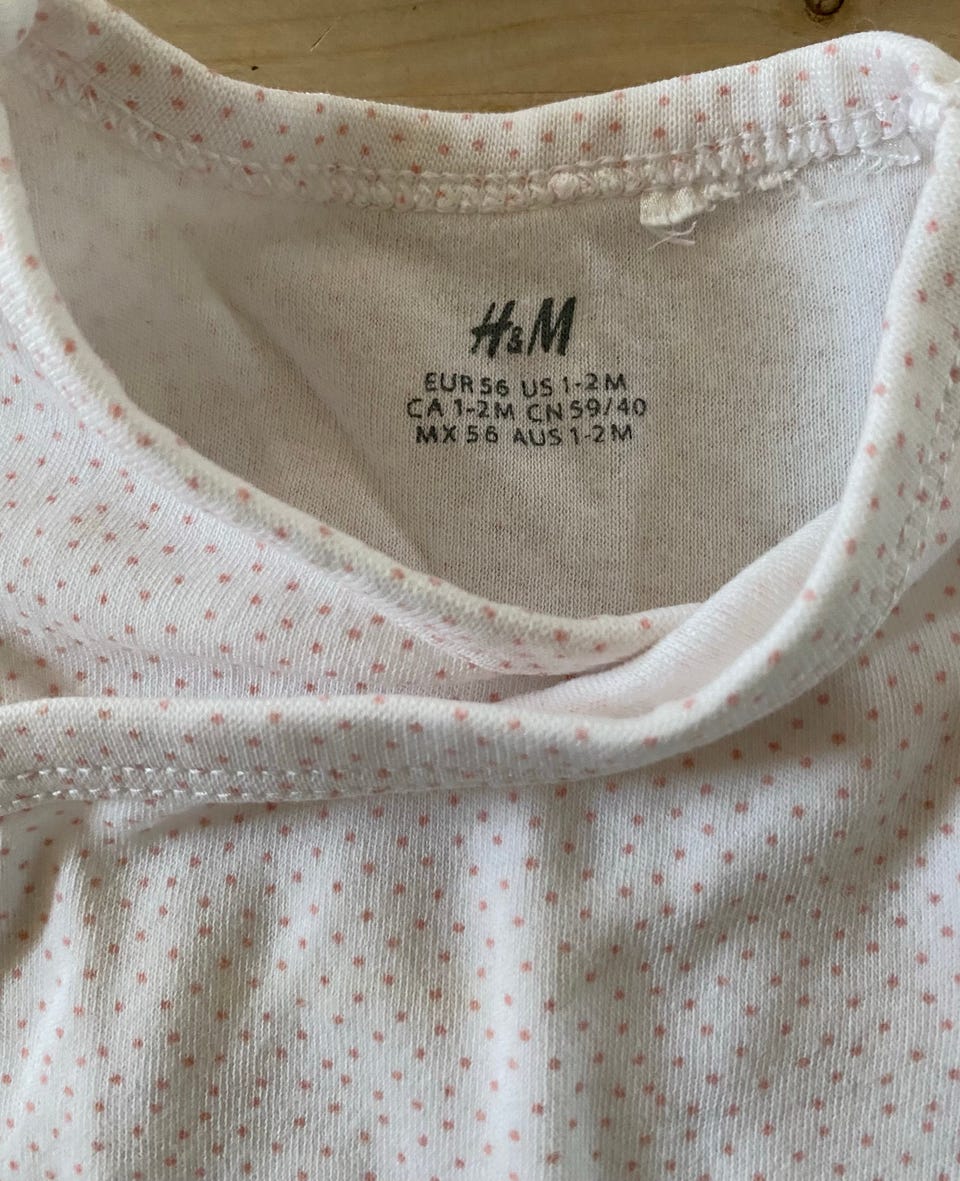 H&M
EUR 56 US 1-2M
CA 1-2M CN 59/40
MX 56 AUS 1-2M